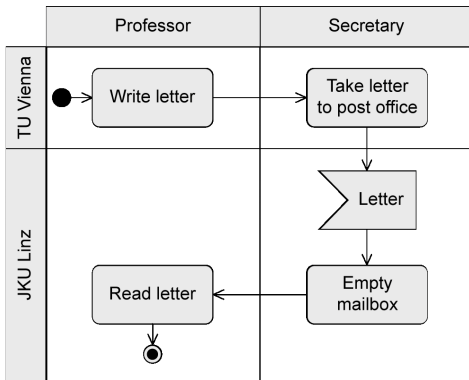 Professor
Secretary
TU Vienna
Write letter
Take letter
to post office
JKU Linz
Letter
Read letter
Empty
mailbox